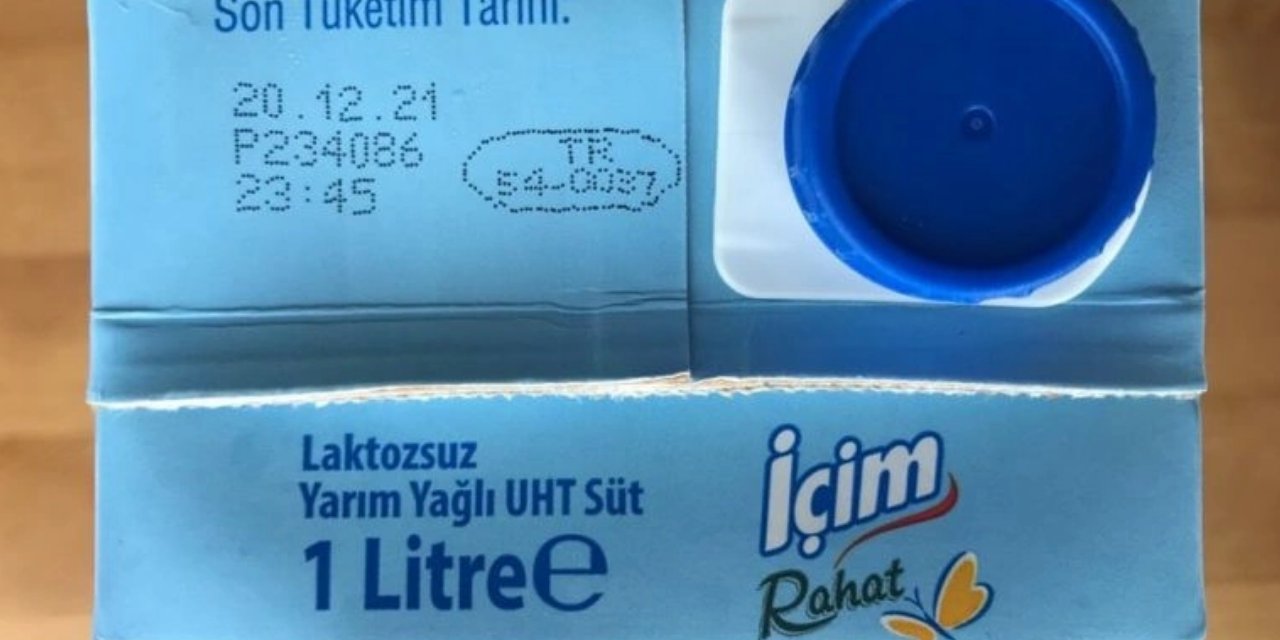 Son Tüketim Tarihi:
20.12.21
P234086
23:45
TR
54-0037
Laktozsuz
Yarım Yağlı UHT Süt
1 Litre ℮
İçim
Rahat